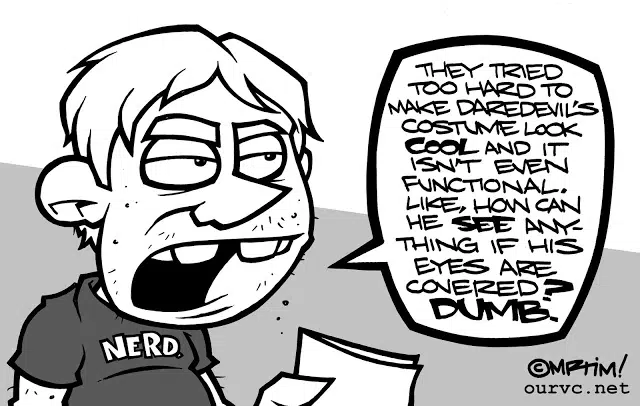 THEY TRIED
TOO HARD TO
MAKE DAREDEVIL'S
COSTUME LOOK
COOL AND IT
ISN'T EVEN
FUNCTIONAL.
LIKE, HOW CAN
HE SEE ANY-
THING IF HIS
EYES ARE
COVERED?
DUMB.
NERD.
©MRTIM!
ourvc.net